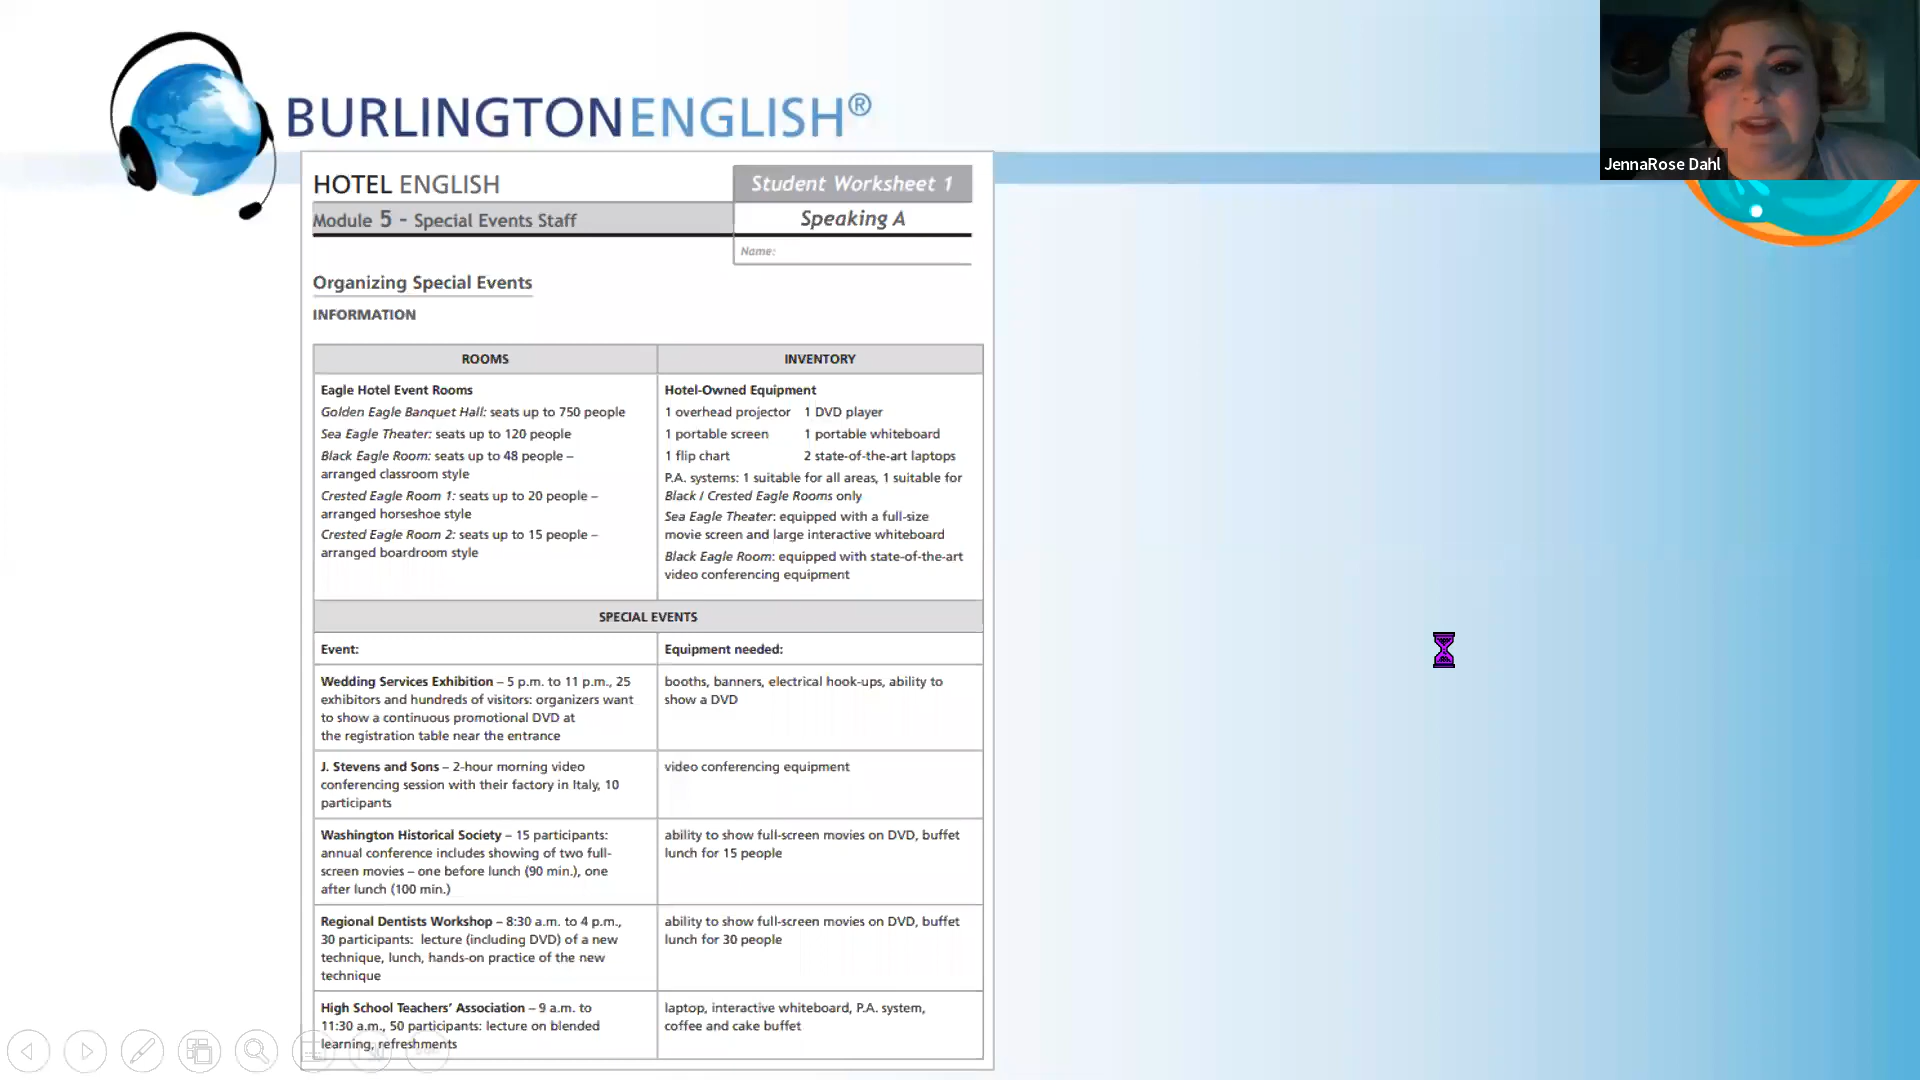 BURLINGTONENGLISH®
JennaRose Dahl
HOTEL ENGLISH
Student Worksheet 1
Module 5 - Special Events Staff
Speaking A
Name:
Organizing Special Events
INFORMATION
ROOMS
Eagle Hotel Event Rooms
Golden Eagle Banquet Hall: seats up to 750 people
Sea Eagle Theater: seats up to 120 people
Black Eagle Room: seats up to 48 people –
arranged classroom style
Crested Eagle Room 1: seats up to 20 people –
arranged horseshoe style
Crested Eagle Room 2: seats up to 15 people –
arranged boardroom style
INVENTORY
Hotel-Owned Equipment
1 overhead projector 1 DVD player
1 portable screen 1 portable whiteboard
1 flip chart 2 state-of-the-art laptops
P.A. systems: 1 suitable for all areas, 1 suitable for
Black / Crested Eagle Rooms only
Sea Eagle Theater: equipped with a full-size
movie screen and large interactive whiteboard
Black Eagle Room: equipped with state-of-the-art
video conferencing equipment
SPECIAL EVENTS
Event:
Equipment needed:
Wedding Services Exhibition – 5 p.m. to 11 p.m., 25
exhibitors and hundreds of visitors: organizers want
to show a continuous promotional DVD at
the registration table near the entrance
booths, banners, electrical hook-ups, ability to
show a DVD
J. Stevens and Sons – 2-hour morning video
conferencing session with their factory in Italy, 10
participants
video conferencing equipment
Washington Historical Society – 15 participants:
annual conference includes showing of two full-
screen movies – one before lunch (90 min.), one
after lunch (100 min.)
ability to show full-screen movies on DVD, buffet
lunch for 15 people
Regional Dentists Workshop – 8:30 a.m. to 4 p.m.,
30 participants: lecture (including DVD) of a new
technique, lunch, hands-on practice of the new
technique
ability to show full-screen movies on DVD, buffet
lunch for 30 people
High School Teachers' Association – 9 a.m. to
11:30 a.m., 50 participants: lecture on blended
learning, refreshments
laptop, interactive whiteboard, P.A. system,
coffee and cake buffet